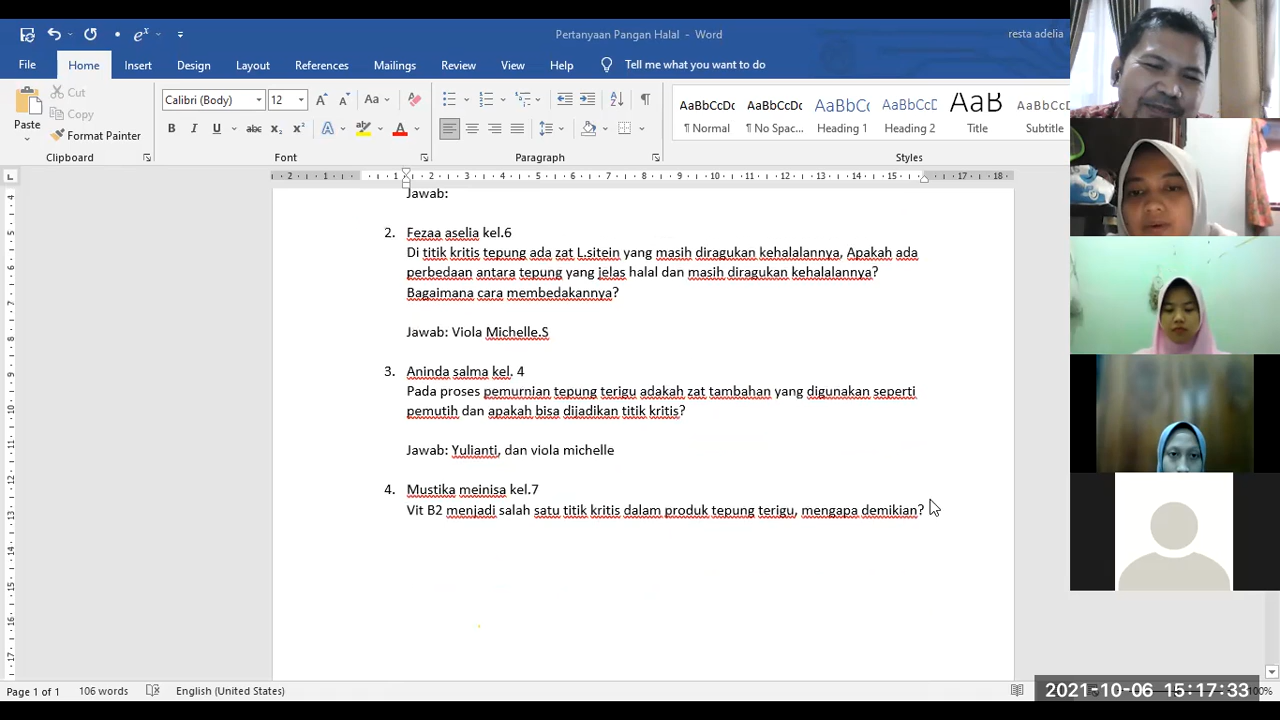 Pertanyaan Pangan Halal - Word
resta adelia
File Home Insert Design Layout References Mailings Review View Help Tell me what you want to do
Cut
Copy
Paste
Format Painter
Calibri (Body) 12
AaBbCcDc AaBbCcDc AaBbCcD AaBbCcD AaB AaBbCcD
¶ Normal ¶ No Spac... Heading 1 Heading 2 Title Subtitle
Clipboard Font Paragraph Styles
Jawab:
2. Fezaa aselia kel.6
Di titik kritis tepung ada zat L.sitein yang masih diragukan kehalalannya, Apakah ada
perbedaan antara tepung yang jelas halal dan masih diragukan kehalalannya?
Bagaimana cara membedakannya?
Jawab: Viola Michelle.S
3. Aninda salma kel. 4
Pada proses pemurnian tepung terigu adakah zat tambahan yang digunakan seperti
pemutih dan apakah bisa dijadikan titik kritis?
Jawab: Yulianti, dan viola michelle
4. Mustika meinisa kel.7
Vit B2 menjadi salah satu titik kritis dalam produk tepung terigu, mengapa demikian?
Page 1 of 1 106 words English (United States)
2021-10-06 15:17:33
100%